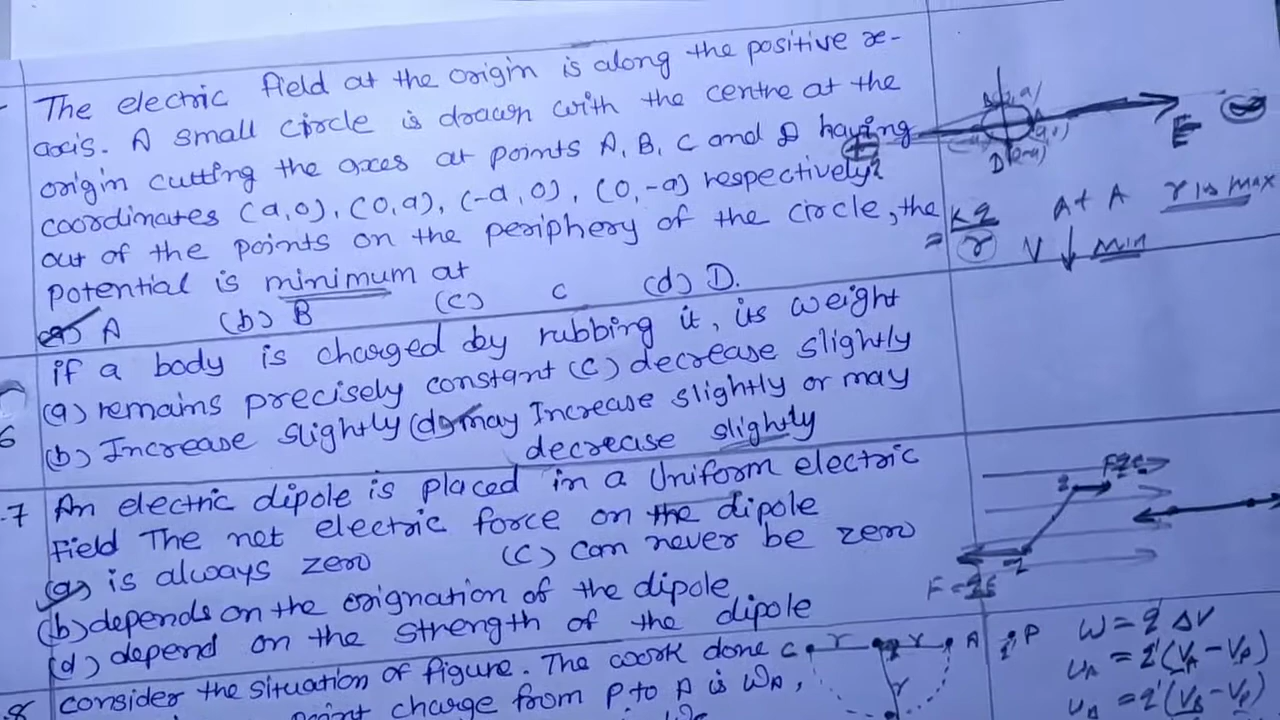 The electric field at the origin is along the positive x-
axis. A small circle is drawn with the centre at the
origin cutting the axes at points A, B, C and D having
coordinates (a,0), (0,a), (-a,0), (0,-a) respectively?
out of the points on the periphery of the circle, the
potential is minimum at
(a) A (b) B (c) C (d) D.
E
= kq
r
at A r is max
V ↓ min
6
if a body is charged by rubbing it, its weight
(a) remains precisely constant (c) decrease slightly
(b) Increase slightly (d) may Increase slightly or may
decrease slightly
.7
An electric dipole is placed in a Uniform electric
field The net electric force on the dipole
(a) is always zero (c) can never be zero
(b) depends on the orignation of the dipole
(d) depend on the strength of the dipole
.8
consider the situation of figure. The work done
charge from P to A is WA,
C r r A P
r
W = q ΔV